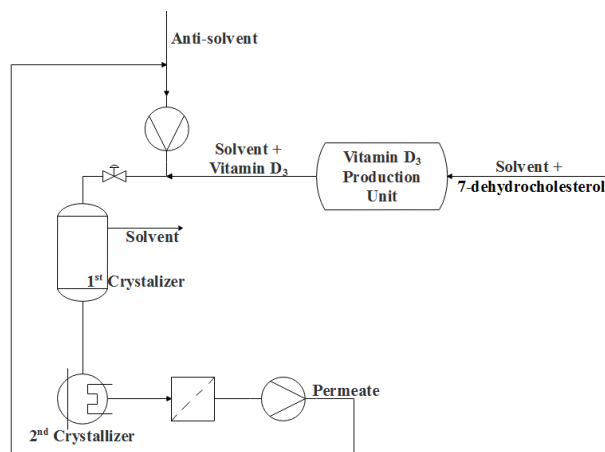 Anti-solvent
Solvent +
Vitamin D₃
Vitamin D₃
Production
Unit
Solvent +
7-dehydrocholesterol
Solvent
1st Crystalizer
Permeate
2nd Crystallizer